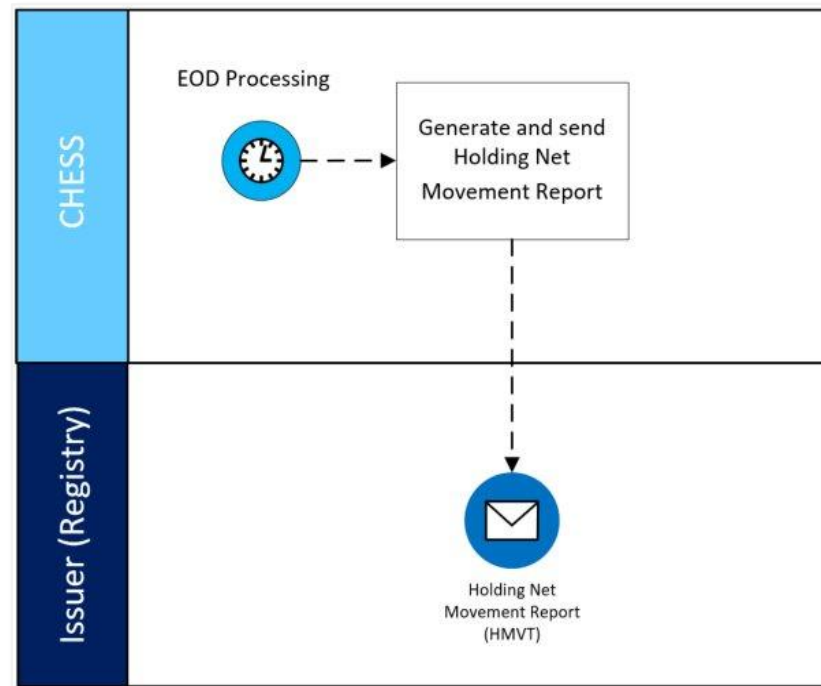 CHESS
EOD Processing
Generate and send
Holding Net
Movement Report
Issuer (Registry)
Holding Net
Movement Report
(HMVT)